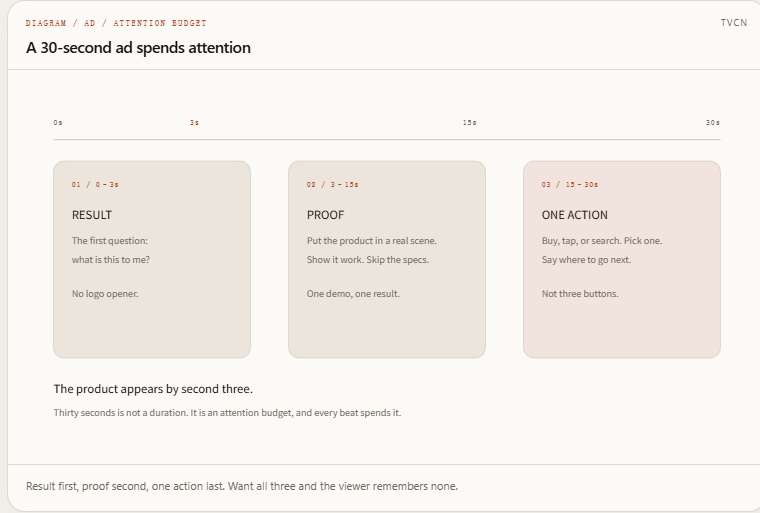 DIAGRAM / AD / ATTENTION BUDGET
TVCN
A 30-second ad spends attention
0s
3s
15s
30s
01 / 0–3s
RESULT
The first question:
what is this to me?
No logo opener.
02 / 3–15s
PROOF
Put the product in a real scene.
Show it work. Skip the specs.
One demo, one result.
03 / 15–30s
ONE ACTION
Buy, tap, or search. Pick one.
Say where to go next.
Not three buttons.
The product appears by second three.
Thirty seconds is not a duration. It is an attention budget, and every beat spends it.
Result first, proof second, one action last. Want all three and the viewer remembers none.